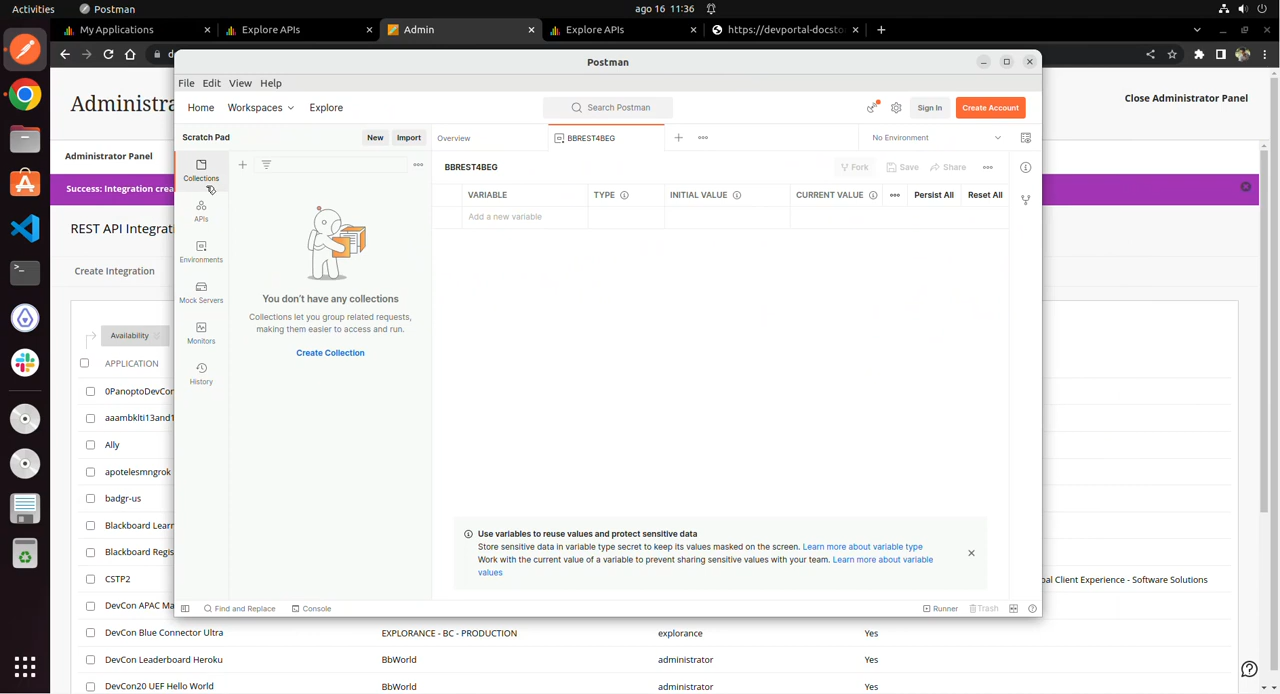 Activities
Postman
ago 16 11:36
My Applications
Explore APIs
Admin
Explore APIs
https://devportal-docsto
Postman
File Edit View Help
Home Workspaces Explore
Search Postman
Sign In
Create Account
Administra
Close Administrator Panel
Scratch Pad
New
Import
Overview
BBREST4BEG
No Environment
Administrator Panel
Collections
BBREST4BEG
Fork
Save
Share
Success: Integration crea
VARIABLE
TYPE
INITIAL VALUE
CURRENT VALUE
Persist All
Reset All
APIs
Add a new variable
REST API Integrat
Environments
Create Integration
Mock Servers
You don't have any collections
Collections let you group related requests,
making them easier to access and run.
Create Collection
Monitors
History
Availability
APPLICATION
0PanoptoDevCon
aaambklti13and1
Ally
apotelesmngrok
badgr-us
Blackboard Learn
Blackboard Regis
CSTP2
bal Client Experience - Software Solutions
Use variables to reuse values and protect sensitive data
Store sensitive data in variable type secret to keep its values masked on the screen. Learn more about variable type
Work with the current value of a variable to prevent sharing sensitive values with your team. Learn more about variable
values
DevCon APAC Ma
Find and Replace
Console
Runner
Trash
DevCon Blue Connector Ultra
EXPLORANCE - BC - PRODUCTION
explorance
Yes
DevCon Leaderboard Heroku
BbWorld
administrator
Yes
DevCon20 UEF Hello World
BbWorld
administrator
Yes